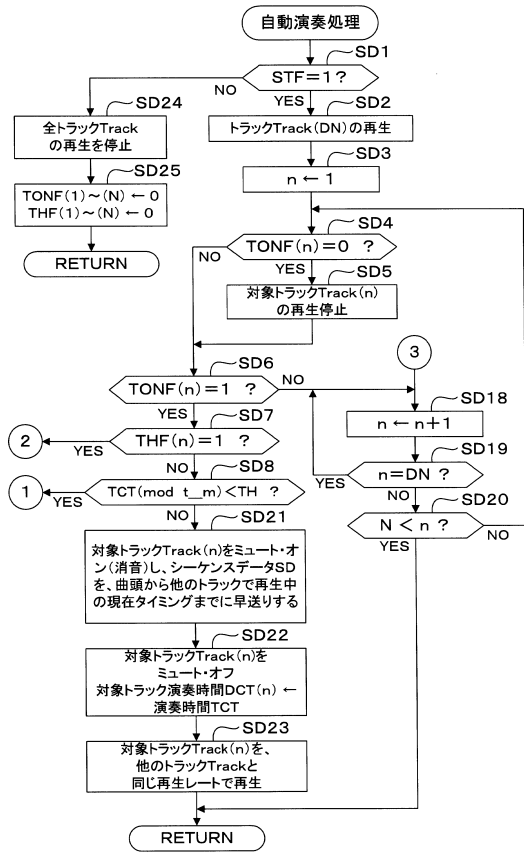 自動演奏処理
SD1
STF=1?
NO
YES
SD24
全トラックTrack
の再生を停止
SD25
TONF(1)~(N) ← 0
THF(1)~(N) ← 0
RETURN
SD2
トラックTrack(DN)の再生
SD3
n ← 1
SD4
TONF(n)=0 ?
NO
YES
SD5
対象トラックTrack(n)
の再生停止
SD6
TONF(n)=1 ?
NO
YES
3
SD18
n ← n+1
SD7
2
YES
THF(n)=1 ?
NO
SD19
n=DN ?
YES
NO
SD8
1
YES
TCT(mod t__m)<TH ?
NO
SD20
N<n?
YES
NO
SD21
対象トラックTrack(n)をミュート・オ
ン(消音)し、シーケンスデータSD
を、曲頭から他のトラックで再生中
の現在タイミングまでに早送りする
SD22
対象トラックTrack(n)を
ミュート・オフ
対象トラック演奏時間DCT(n) ←
演奏時間TCT
SD23
対象トラックTrack(n)を、
他のトラックTrackと
同じ再生レートで再生
RETURN